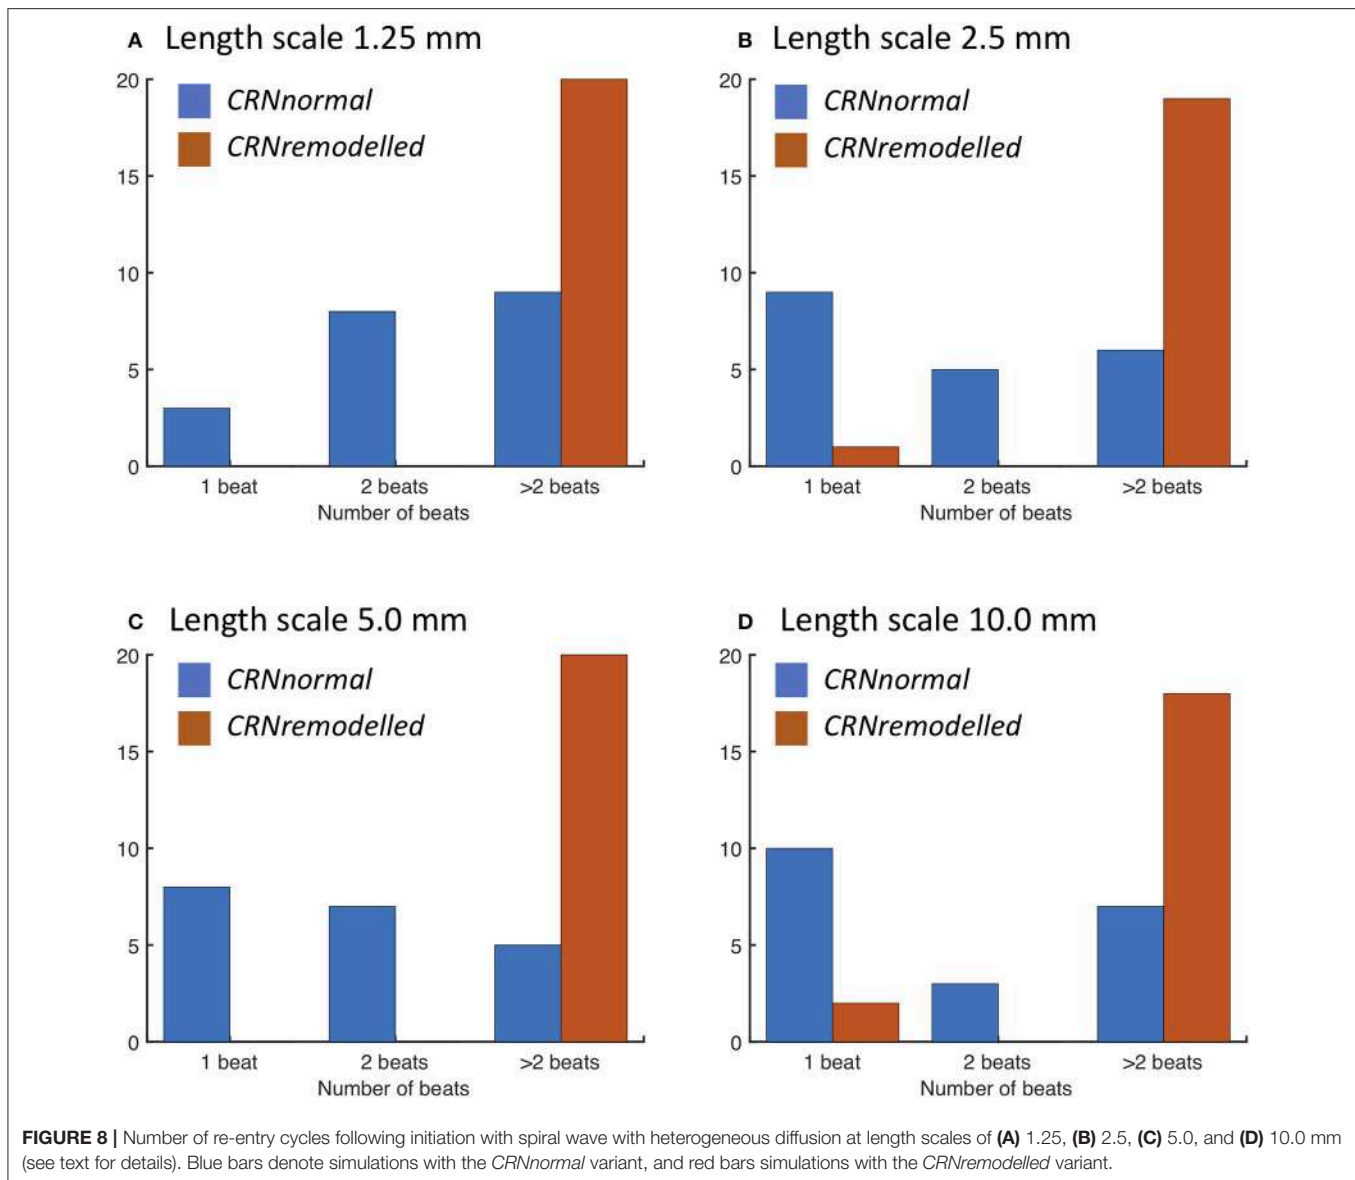 A Length scale 1.25 mm
20
15
10
5
0
CRNnormal
CRNremodelled
1 beat 2 beats >2 beats
Number of beats
B Length scale 2.5 mm
20
15
10
5
0
CRNnormal
CRNremodelled
1 beat 2 beats >2 beats
Number of beats
C Length scale 5.0 mm
20
15
10
5
0
CRNnormal
CRNremodelled
1 beat 2 beats >2 beats
Number of beats
D Length scale 10.0 mm
20
15
10
5
0
CRNnormal
CRNremodelled
1 beat 2 beats >2 beats
Number of beats
FIGURE 8 | Number of re-entry cycles following initiation with spiral wave with heterogeneous diffusion at length scales of (A) 1.25, (B) 2.5, (C) 5.0, and (D) 10.0 mm
(see text for details). Blue bars denote simulations with the CRNnormal variant, and red bars simulations with the CRNremodelled variant.